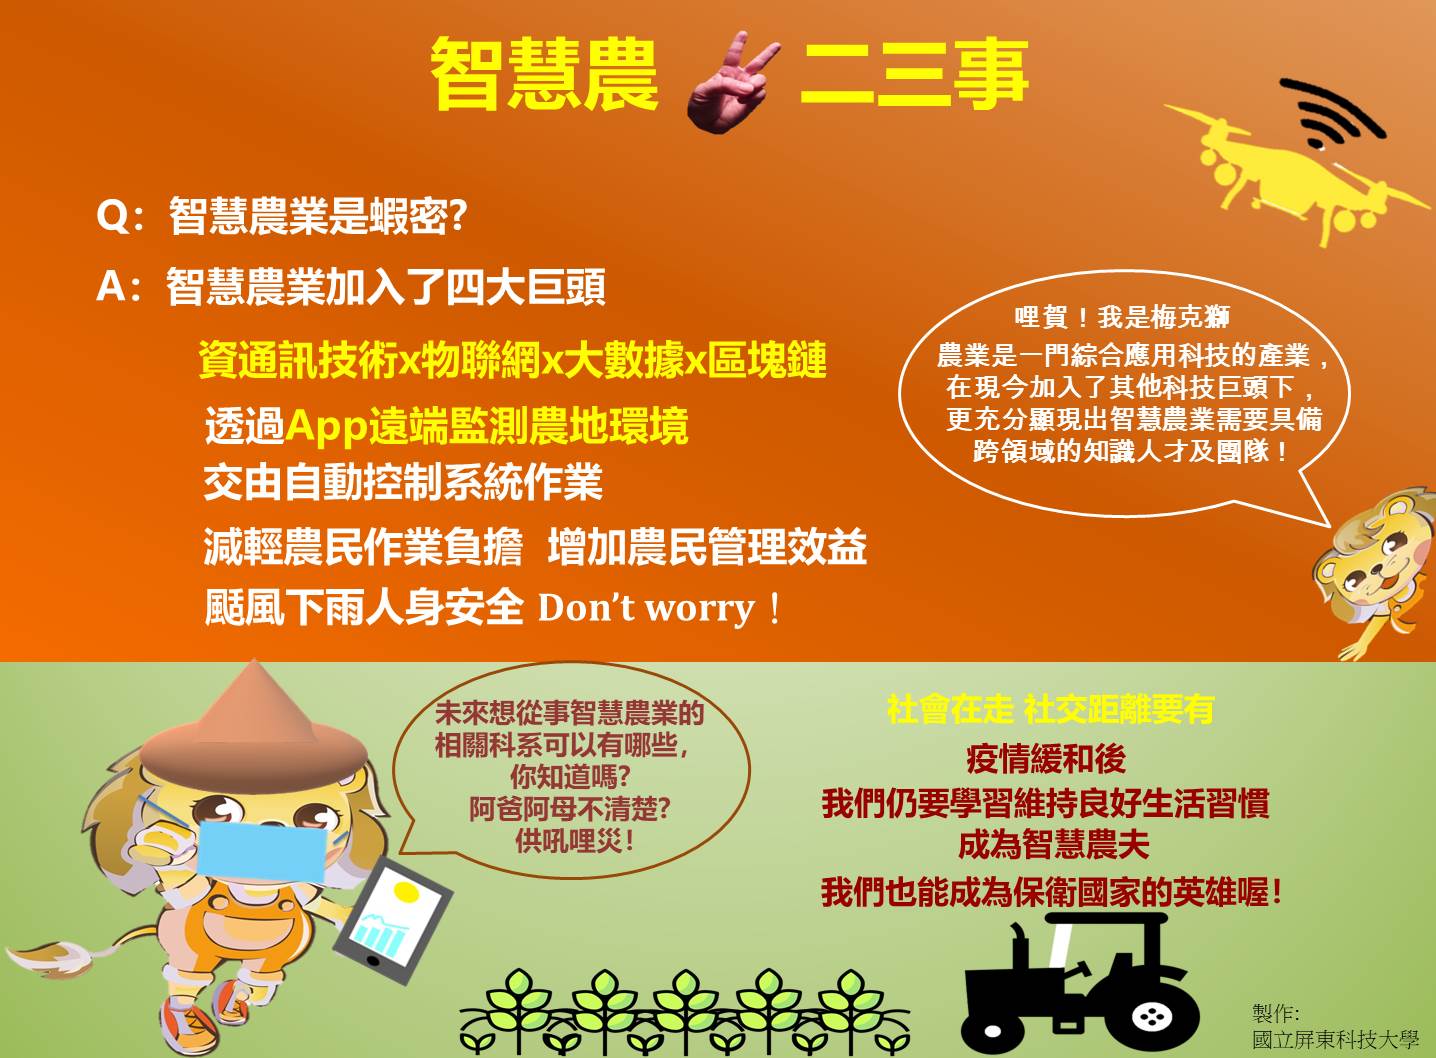 智慧農 二三事
Q：智慧農業是蝦密?
A：智慧農業加入了四大巨頭
資通訊技術x物聯網x大數據x區塊鏈
透過App遠端監測農地環境
交由自動控制系統作業
減輕農民作業負擔 增加農民管理效益
颳風下雨人身安全 Don’t worry！
哩賀！我是梅克獅
農業是一門綜合應用科技的產業，
在現今加入了其他科技巨頭下，
更充分顯現出智慧農業需要具備
跨領域的知識人才及團隊！
未來想從事智慧農業的
相關科系可以有哪些，
你知道嗎?
阿爸阿母不清楚?
供吼哩災!
社會在走 社交距離要有
疫情緩和後
我們仍要學習維持良好生活習慣
成為智慧農夫
我們也能成為保衛國家的英雄喔!
製作:
國立屏東科技大學